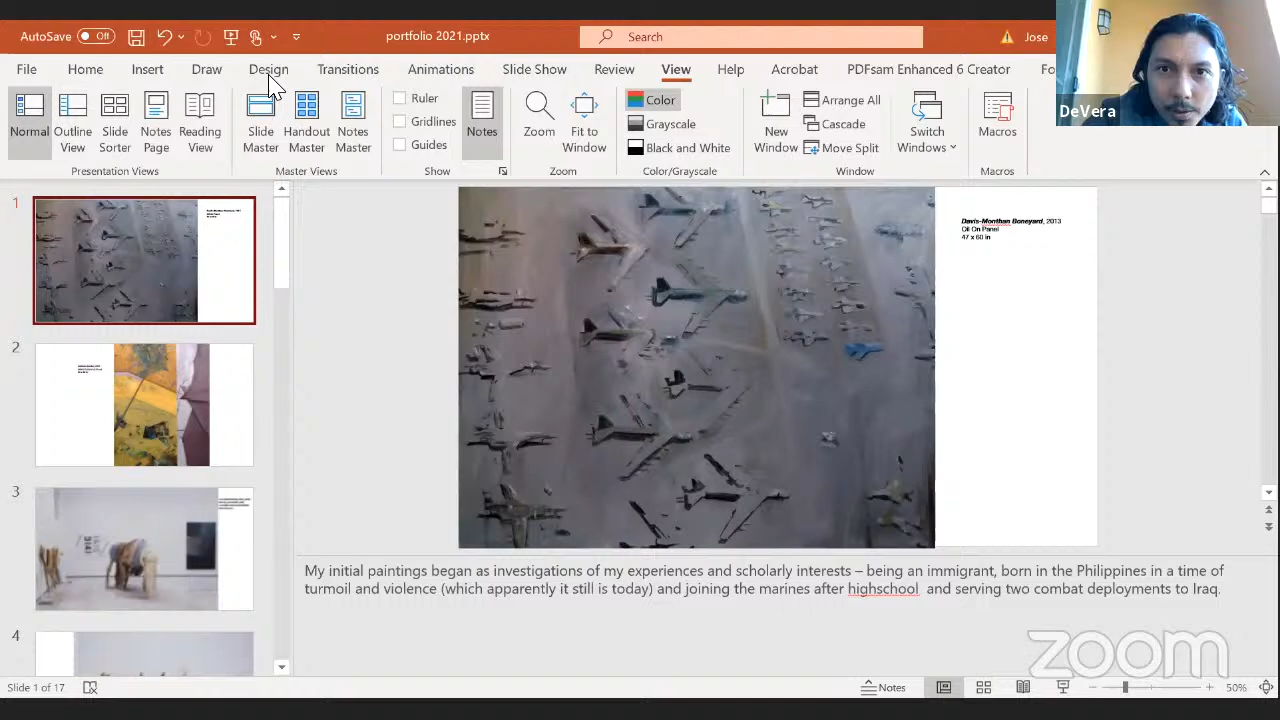 AutoSave Off
portfolio 2021.pptx
Search
Jose
DeVera
File Home Insert Draw Design Transitions Animations Slide Show Review View Help Acrobat PDFsam Enhanced 6 Creator Fo
Normal
Outline View
Slide Sorter
Notes Page
Reading View
Presentation Views
Slide Master
Handout Master
Notes Master
Master Views
Ruler
Gridlines
Guides
Show
Notes
Zoom
Fit to Window
Zoom
Color
Grayscale
Black and White
Color/Grayscale
New Window
Arrange All
Cascade
Move Split
Switch Windows
Window
Macros
Macros
1
2
3
4
Davis-Monthan Boneyard, 2013
Oil On Panel
47 x 60 in
My initial paintings began as investigations of my experiences and scholarly interests – being an immigrant, born in the Philippines in a time of
turmoil and violence (which apparently it still is today) and joining the marines after highschool and serving two combat deployments to Iraq.
zoom
Slide 1 of 17
Notes
50%